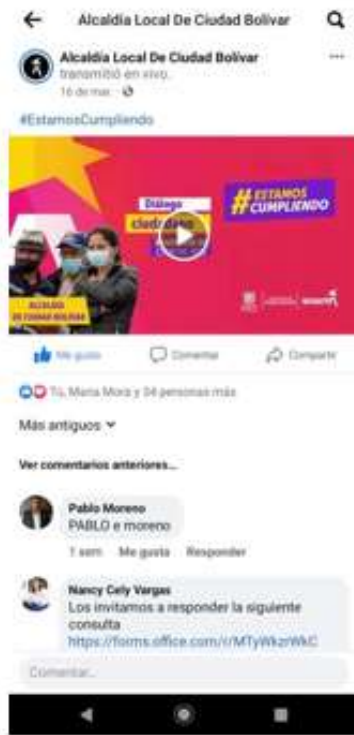 Alcaldía Local De Ciudad Bolívar
Alcaldía Local De Ciudad Bolívar
transmitió en vivo.
16 de mar.
#EstamosCumpliendo
Diálogo
ciudadano
# ESTAMOS
CUMPLIENDO
ALCALDÍA
DE CIUDAD BOLÍVAR
Me gusta Comentar Compartir
Tú, Maria Mora y 34 personas más
Más antiguos
Ver comentarios anteriores...
Pablo Moreno
PABLO e moreno
1 sem Me gusta Responder
Nancy Cely Vargas
Los invitamos a responder la siguiente
consulta
https://forms.office.com/r/MTyWkzrWkC
Comentar...